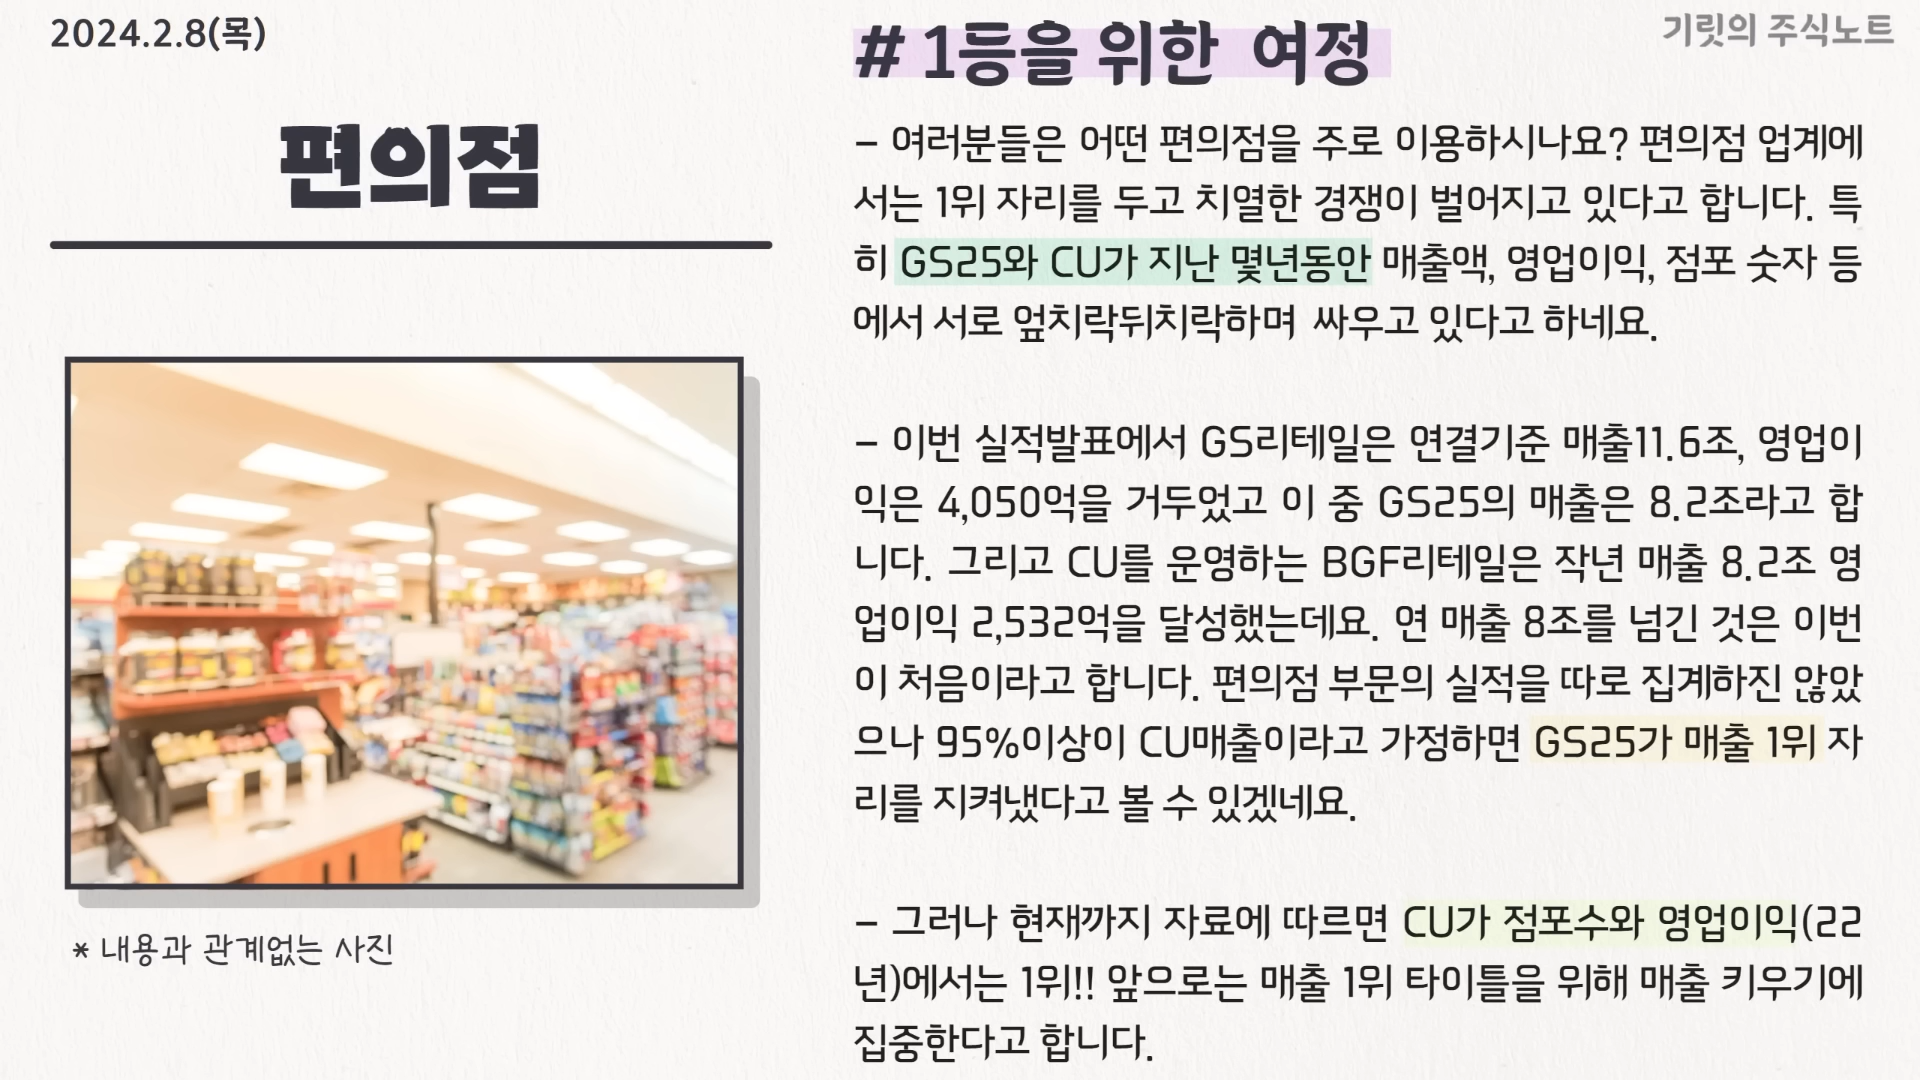 2024.2.8(목)
기릿의 주식노트
편의점
* 내용과 관계없는 사진
# 1등을 위한 여정
- 여러분들은 어떤 편의점을 주로 이용하시나요? 편의점 업계에
서는 1위 자리를 두고 치열한 경쟁이 벌어지고 있다고 합니다. 특
히 GS25와 CU가 지난 몇년동안 매출액, 영업이익, 점포 숫자 등
에서 서로 엎치락뒤치락하며 싸우고 있다고 하네요.
- 이번 실적발표에서 GS리테일은 연결기준 매출11.6조, 영업이
익은 4,050억을 거두었고 이 중 GS25의 매출은 8.2조라고 합
니다. 그리고 CU를 운영하는 BGF리테일은 작년 매출 8.2조 영
업이익 2,532억을 달성했는데요. 연 매출 8조를 넘긴 것은 이번
이 처음이라고 합니다. 편의점 부문의 실적을 따로 집계하진 않았
으나 95%이상이 CU매출이라고 가정하면 GS25가 매출 1위 자
리를 지켜냈다고 볼 수 있겠네요.
- 그러나 현재까지 자료에 따르면 CU가 점포수와 영업이익(22
년)에서는 1위!! 앞으로는 매출 1위 타이틀을 위해 매출 키우기에
집중한다고 합니다.